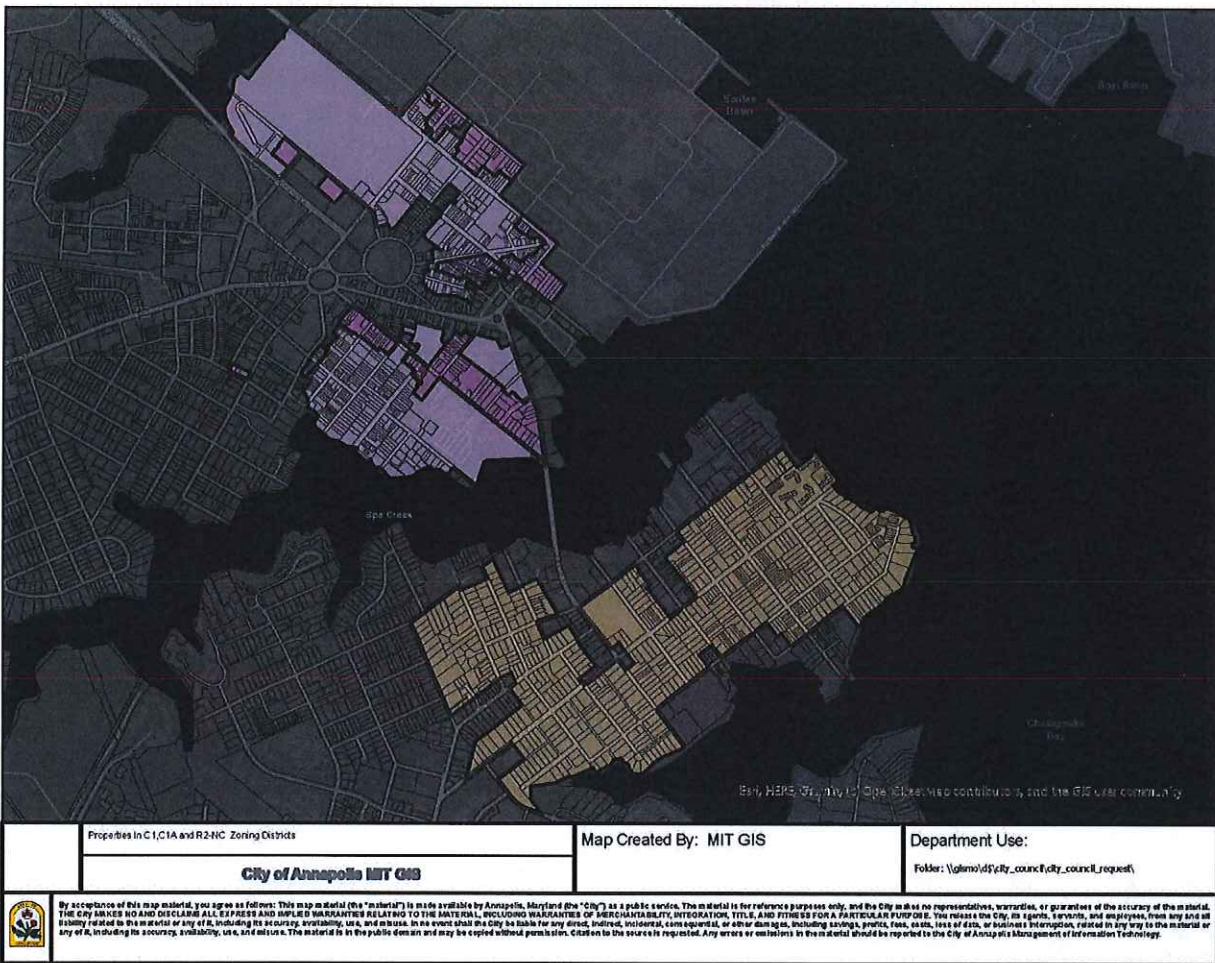 Santee
Basin
Spa Creek
Chesapeake
Bay
Esri, HERE, Garmin, (c) OpenStreetMap contributors, and the GIS user community
Properties in C1,C1A and R2-NC Zoning Districts
City of Annapolis MIT GIS
Map Created By: MIT GIS
Department Use:
Folder: \\gismo\d$\city_council\city_council_request\
By acceptance of this map material, you agree as follows: This map material (the "material") is made available by Annapolis, Maryland (the "City") as a public service. The material is for reference purposes only, and the City makes no representatives, warranties, or guarantees of the accuracy of the material.
THE CITY MAKES NO AND DISCLAIMS ALL EXPRESS AND IMPLIED WARRANTIES RELATING TO THE MATERIAL, INCLUDING WARRANTIES OF MERCHANTABILITY, INTEGRATION, TITLE, AND FITNESS FOR A PARTICULAR PURPOSE. You release the City, its agents, servants, and employees, from any and all
liability related to the material or any of it, including its accuracy, availability, use, and misuse. In no event shall the City be liable for any direct, indirect, incidental, consequential, or other damages, including savings, profits, fees, costs, loss of data, or business interruption, related in any way to the material or
any of it, including its accuracy, availability, use, and misuse. The material is in the public domain and may be copied without permission. Citation to the source is requested. Any errors or omissions in the material should be reported to the City of Annapolis Management of Information Technology.